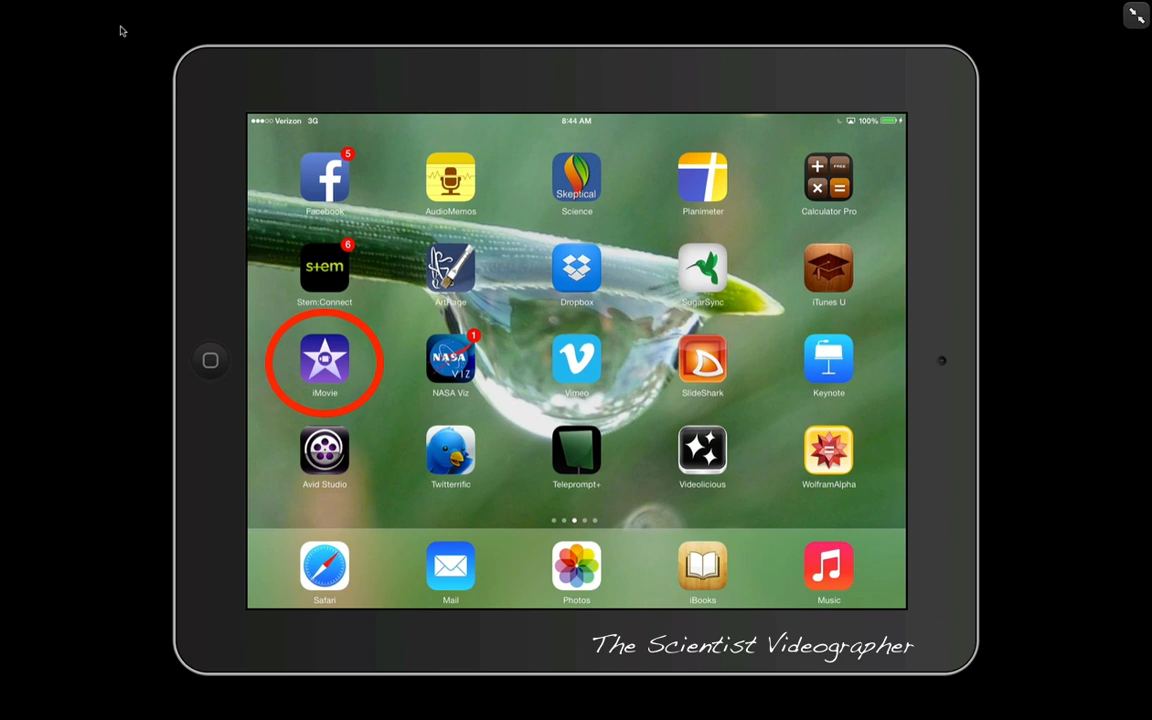 Verizon 3G 8:44 AM 100%
5
Facebook AudioMemos Skeptical Science Planimeter FREE Calculator Pro
6
stem
Stem:Connect ArtRage Dropbox SugarSync iTunes U
1
NASA VIZ
iMovie NASA Viz Vimeo SlideShark Keynote
Avid Studio Twitterrific Teleprompt+ Videolicious WolframAlpha
Safari Mail Photos iBooks Music
The Scientist Videographer